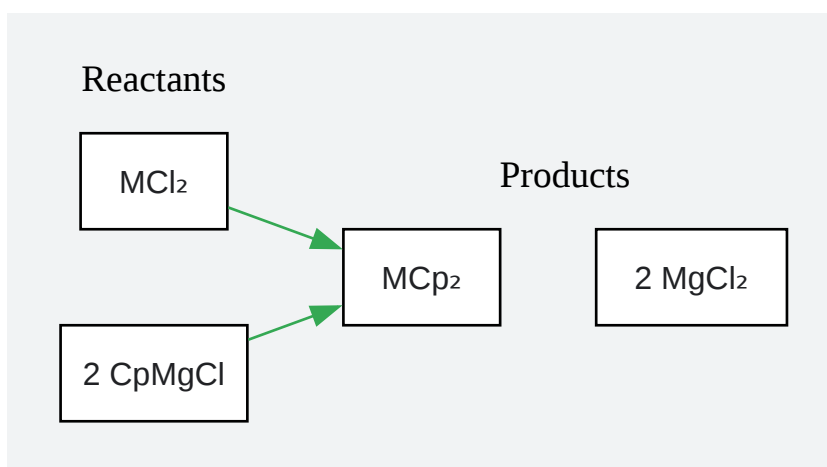 Reactants
MCl₂
Products
MCp₂
2 MgCl₂
2 CpMgCl